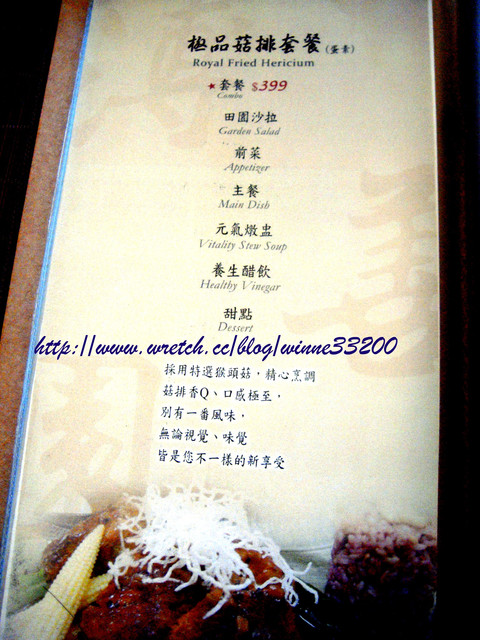 極品菇排套餐(蛋素)
Royal Fried Hericium
★套餐 $399
Combo
田園沙拉
Garden Salad
前菜
Appetizer
主餐
Main Dish
元氣燉盅
Vitality Stew Soup
養生醋飲
Healthy Vinegar
甜點
Dessert
http://www.wretch.cc/blog/winne33200
採用特選猴頭菇，精心烹調
菇排香Q、口感極至，
別有一番風味，
無論視覺、味覺
皆是您不一樣的新享受